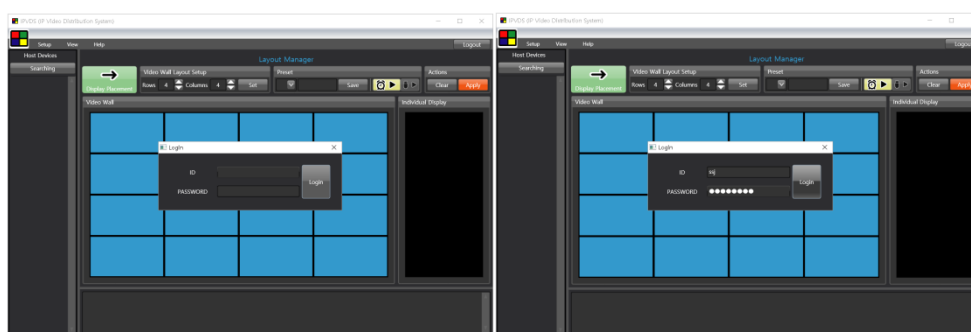 IPVDS (IP Video Distribution System)
Setup View Help Logout
Host Devices
Searching
Layout Manager
Display Placement
Video Wall Layout Setup
Rows 4 Columns 4 Set
Preset
Save
Actions
Clear Apply
Video Wall
Individual Display
LogIn
ID
PASSWORD
LogIn
IPVDS (IP Video Distribution System)
Setup View Help Logout
Host Devices
Searching
Layout Manager
Display Placement
Video Wall Layout Setup
Rows 4 Columns 4 Set
Preset
Save
Actions
Clear Apply
Video Wall
Individual Display
LogIn
ID
PASSWORD ●●●●●●●●
LogIn